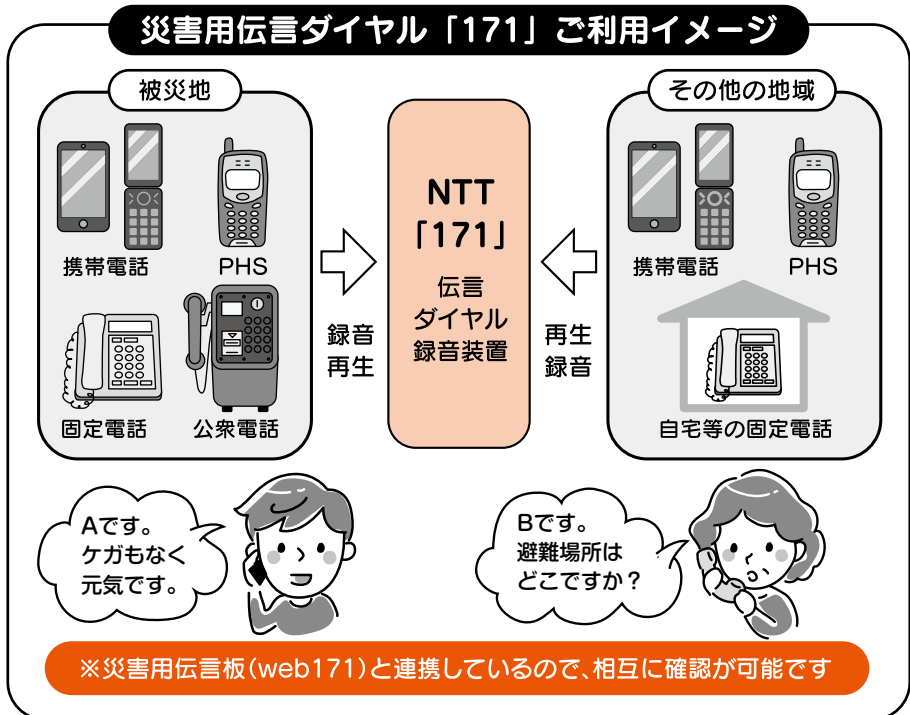 災害用伝言ダイヤル「171」ご利用イメージ
被災地
携帯電話
PHS
固定電話
公衆電話
録音
再生
NTT
「171」
伝言
ダイヤル
録音装置
再生
録音
その他の地域
携帯電話
PHS
自宅等の固定電話
Aです。
ケガもなく
元気です。
Bです。
避難場所は
どこですか?
※災害用伝言板(web171)と連携しているので、相互に確認が可能です